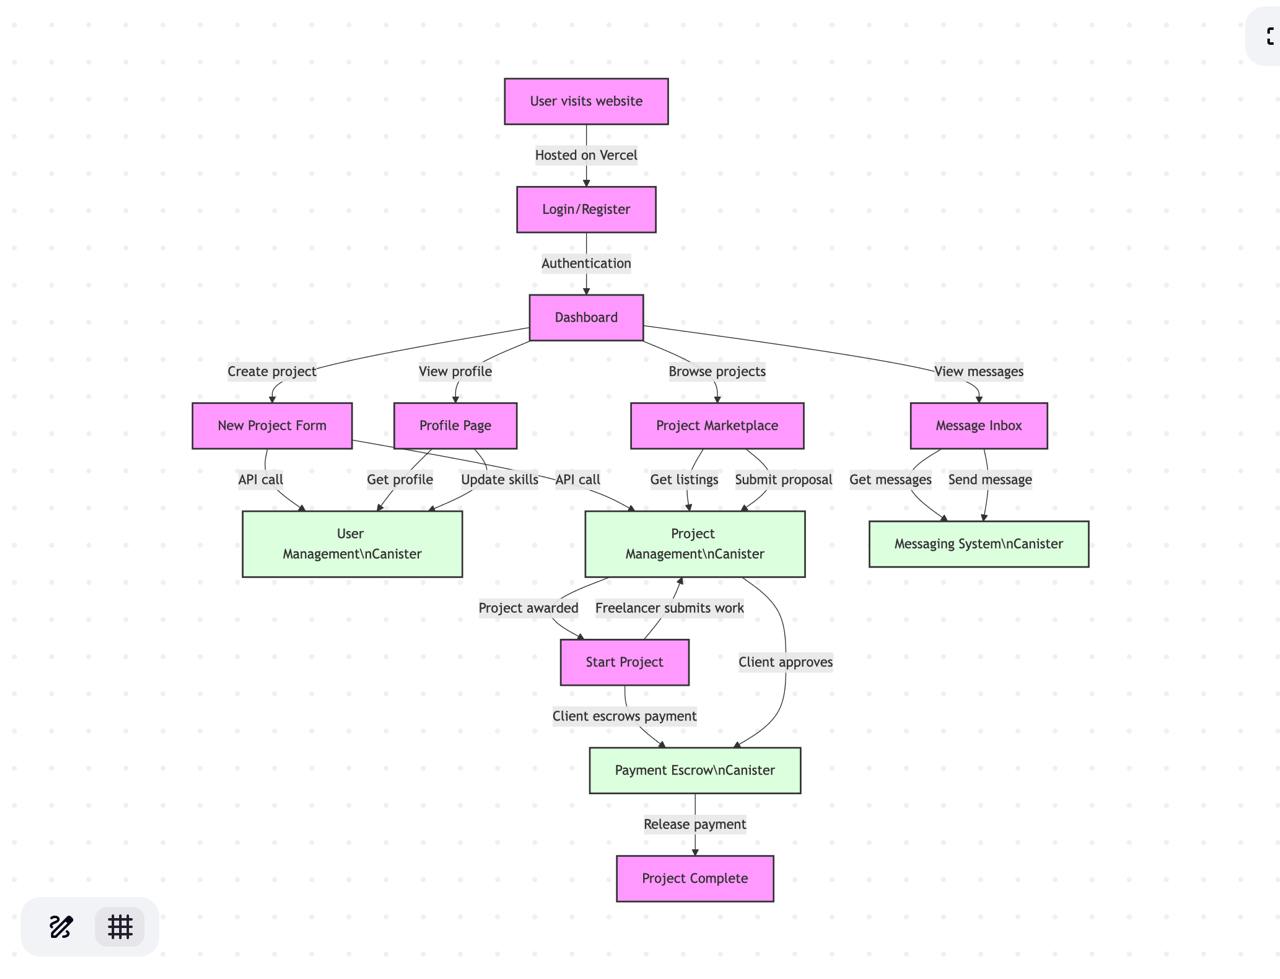 User visits website
Hosted on Vercel
Login/Register
Authentication
Dashboard
Create project
View profile
Browse projects
View messages
New Project Form
Profile Page
Project Marketplace
Message Inbox
API call
Get profile
Update skills
API call
Get listings
Submit proposal
Get messages
Send message
User
Management\nCanister
Project
Management\nCanister
Messaging System\nCanister
Project awarded
Freelancer submits work
Start Project
Client approves
Client escrows payment
Payment Escrow\nCanister
Release payment
Project Complete